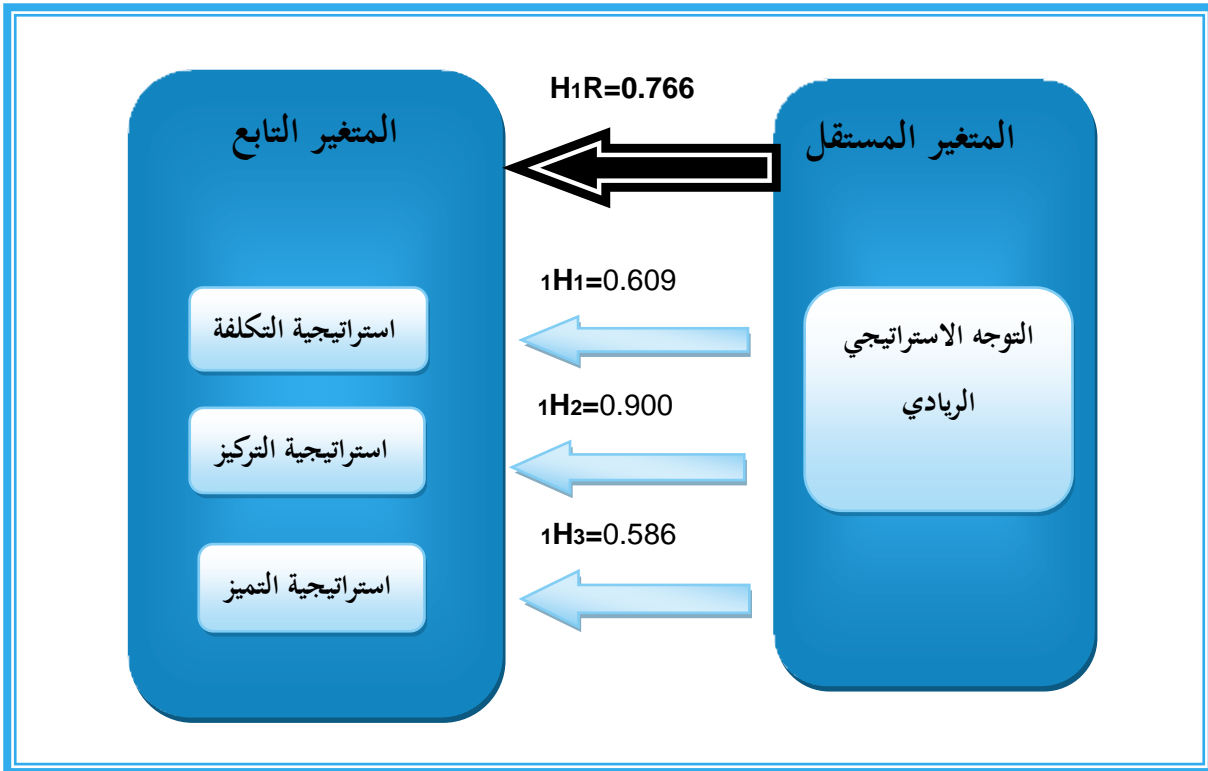 المتغير المستقل
التوجه الاستراتيجي
الريادي
H1R=0.766
1H1=0.609
1H2=0.900
1H3=0.586
المتغير التابع
استراتيجية التكلفة
استراتيجية التركيز
استراتيجية التميز